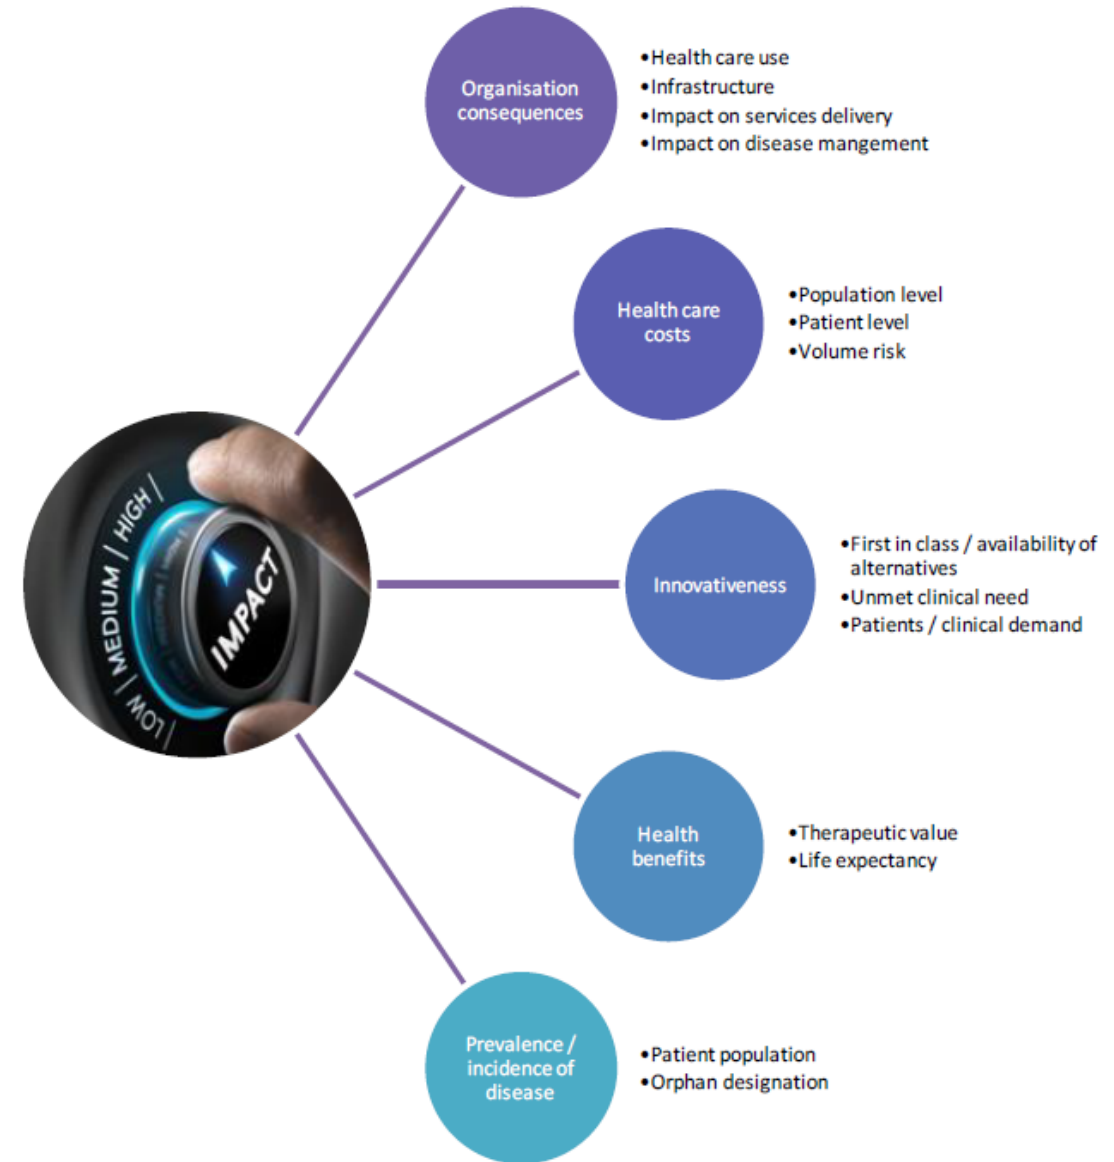 Organisation
consequences
•Health care use
•Infrastructure
•Impact on services delivery
•Impact on disease mangement
Health care
costs
•Population level
•Patient level
•Volume risk
LOW | MEDIUM | HIGH |
IMPACT
Innovativeness
•First in class / availability of
alternatives
•Unmet clinical need
•Patients / clinical demand
Health
benefits
•Therapeutic value
•Life expectancy
Prevalence /
incidence of
disease
•Patient population
•Orphan designation